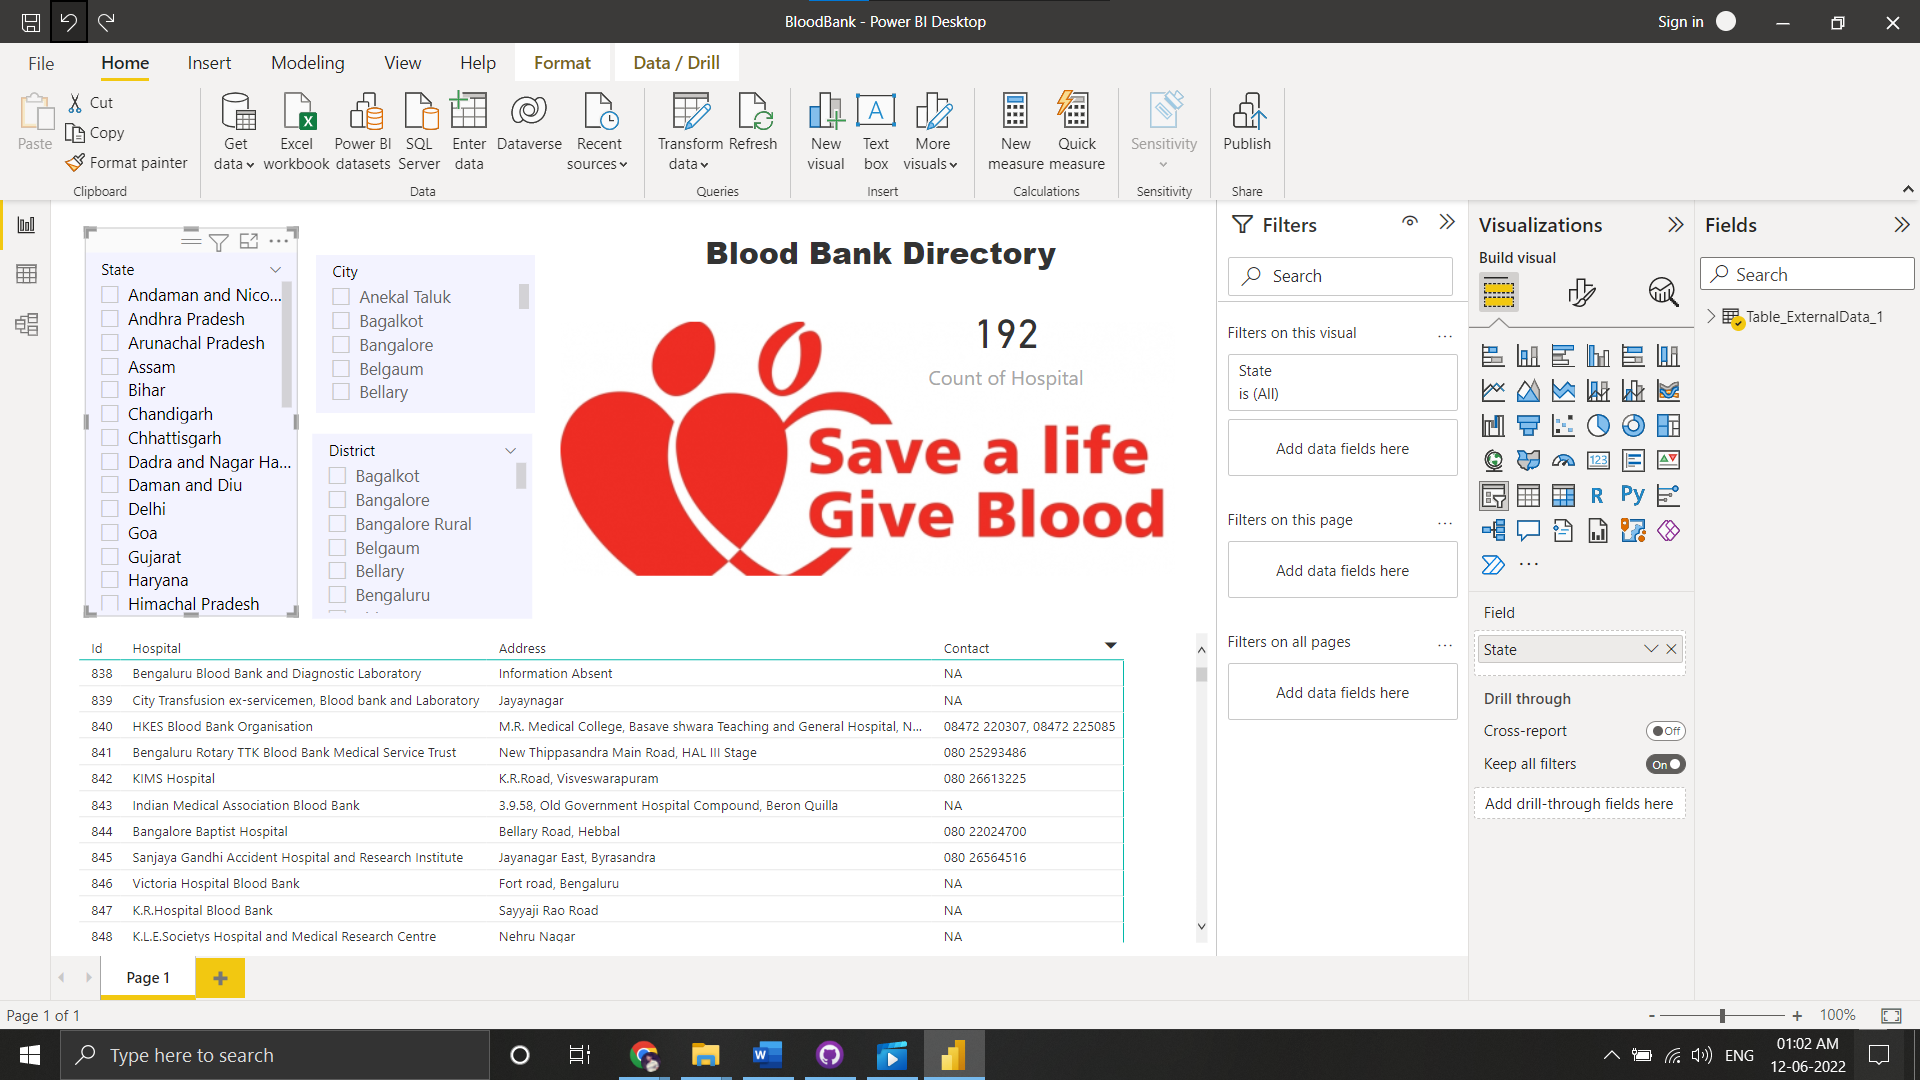 BloodBank - Power BI Desktop
Sign in
File Home Insert Modeling View Help Format Data / Drill
Paste
Cut
Copy
Format painter
Clipboard
Get data
Excel workbook
Power BI datasets
SQL Server
Enter data
Dataverse
Recent sources
Data
Transform data
Refresh
Queries
New visual
Text box
A
More visuals
Insert
New measure
Quick measure
Calculations
Sensitivity
Sensitivity
Publish
Share
State
Andaman and Nico...
Andhra Pradesh
Arunachal Pradesh
Assam
Bihar
Chandigarh
Chhattisgarh
Dadra and Nagar Ha...
Daman and Diu
Delhi
Goa
Gujarat
Haryana
Himachal Pradesh
City
Anekal Taluk
Bagalkot
Bangalore
Belgaum
Bellary
District
Bagalkot
Bangalore
Bangalore Rural
Belgaum
Bellary
Bengaluru
Blood Bank Directory
192
Count of Hospital
Save a life
Give Blood
Id Hospital Address Contact
838 Bengaluru Blood Bank and Diagnostic Laboratory Information Absent NA
839 City Transfusion ex-servicemen, Blood bank and Laboratory Jayaynagar NA
840 HKES Blood Bank Organisation M.R. Medical College, Basave shwara Teaching and General Hospital, N... 08472 220307, 08472 225085
841 Bengaluru Rotary TTK Blood Bank Medical Service Trust New Thippasandra Main Road, HAL III Stage 080 25293486
842 KIMS Hospital K.R.Road, Visveswarapuram 080 26613225
843 Indian Medical Association Blood Bank 3.9.58, Old Government Hospital Compound, Beron Quilla NA
844 Bangalore Baptist Hospital Bellary Road, Hebbal 080 22024700
845 Sanjaya Gandhi Accident Hospital and Research Institute Jayanagar East, Byrasandra 080 26564516
846 Victoria Hospital Blood Bank Fort road, Bengaluru NA
847 K.R.Hospital Blood Bank Sayyaji Rao Road NA
848 K.L.E.Societys Hospital and Medical Research Centre Nehru Nagar NA
Filters
Search
Filters on this visual ...
State
is (All)
Add data fields here
Filters on this page ...
Add data fields here
Filters on all pages ...
Add data fields here
Visualizations
Build visual
123
R Py
...
Field
State
Drill through
Cross-report Off
Keep all filters On
Add drill-through fields here
Fields
Search
Table_ExternalData_1
Page 1
+
Page 1 of 1
- + 100%
Type here to search
ENG
01:02 AM
12-06-2022